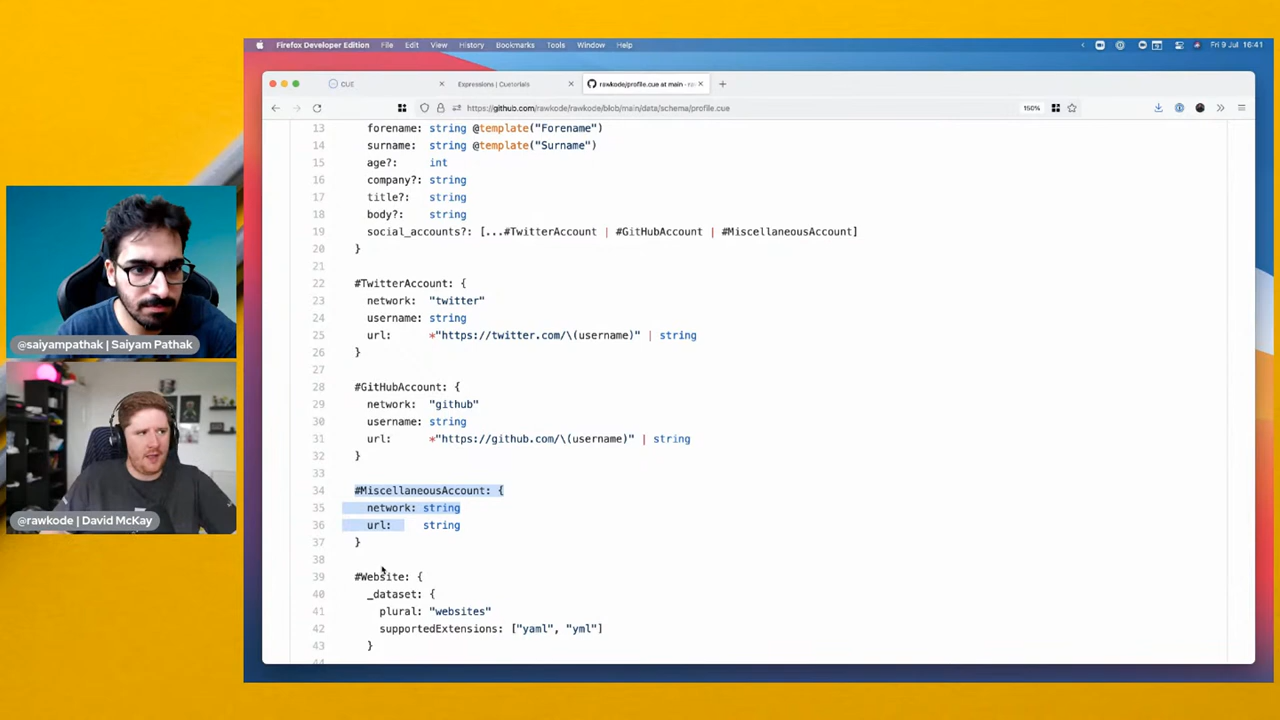 Firefox Developer Edition File Edit View History Bookmarks Tools Window Help Fri 9 Jul 16:41
CUE Expressions | Cuetorials rawkode/profile.cue at main · ra
https://github.com/rawkode/rawkode/blob/main/data/schema/profile.cue 150%
13 forename: string @template("Forename")
14 surname: string @template("Surname")
15 age?: int
16 company?: string
17 title?: string
18 body?: string
19 social_accounts?: [...#TwitterAccount | #GitHubAccount | #MiscellaneousAccount]
20 }
21
22 #TwitterAccount: {
23 network: "twitter"
24 username: string
25 url: *"https://twitter.com/\(username)" | string
26 }
27
28 #GitHubAccount: {
29 network: "github"
30 username: string
31 url: *"https://github.com/\(username)" | string
32 }
33
34 #MiscellaneousAccount: {
35 network: string
36 url: string
37 }
38
39 #Website: {
40 _dataset: {
41 plural: "websites"
42 supportedExtensions: ["yaml", "yml"]
43 }
@saiyampathak | Saiyam Pathak
@rawkode | David McKay